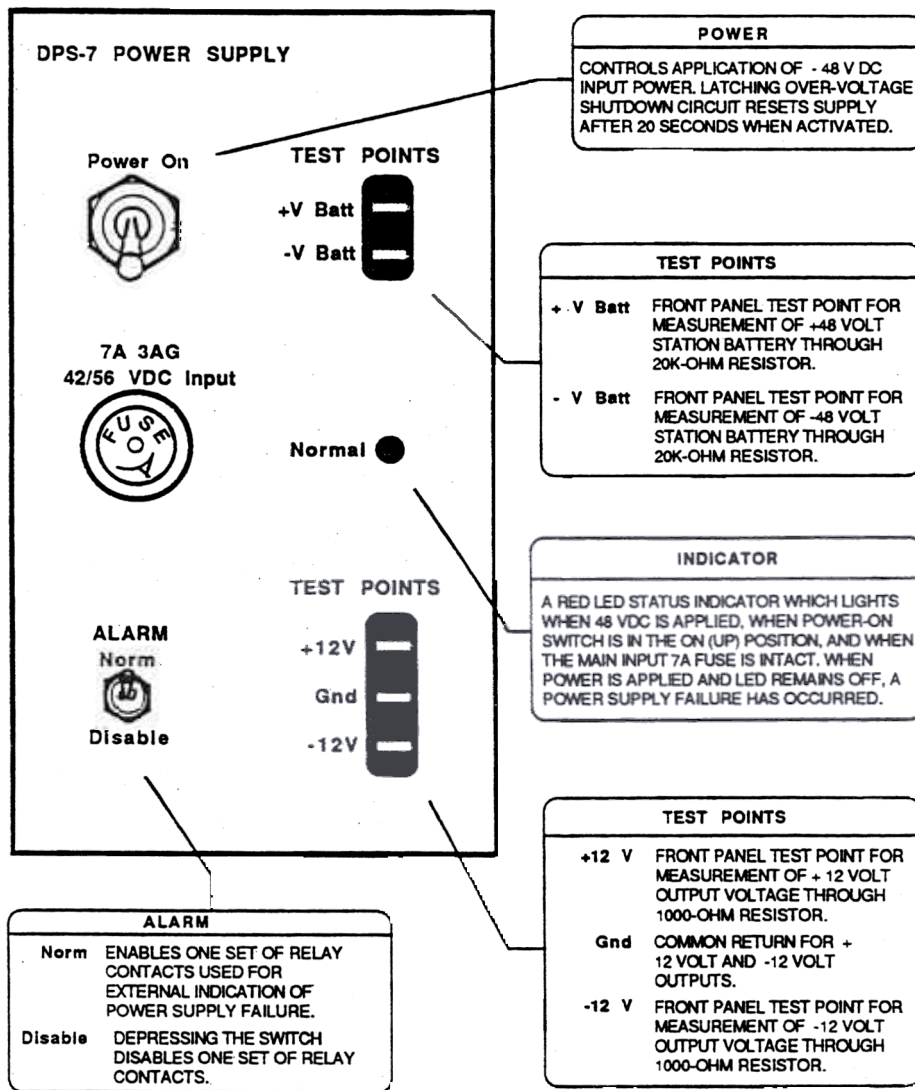 DPS-7 POWER SUPPLY
Power On
TEST POINTS
+V Batt
-V Batt
7A 3AG
42/56 VDC Input
FUSE
Normal
TEST POINTS
+12V
Gnd
-12V
ALARM
Norm
Disable
POWER
CONTROLS APPLICATION OF - 48 V DC
INPUT POWER. LATCHING OVER-VOLTAGE
SHUTDOWN CIRCUIT RESETS SUPPLY
AFTER 20 SECONDS WHEN ACTIVATED.
TEST POINTS
+ V Batt FRONT PANEL TEST POINT FOR
MEASUREMENT OF +48 VOLT
STATION BATTERY THROUGH
20K-OHM RESISTOR.
- V Batt FRONT PANEL TEST POINT FOR
MEASUREMENT OF -48 VOLT
STATION BATTERY THROUGH
20K-OHM RESISTOR.
INDICATOR
A RED LED STATUS INDICATOR WHICH LIGHTS
WHEN 48 VDC IS APPLIED, WHEN POWER-ON
SWITCH IS IN THE ON (UP) POSITION, AND WHEN
THE MAIN INPUT 7A FUSE IS INTACT. WHEN
POWER IS APPLIED AND LED REMAINS OFF, A
POWER SUPPLY FAILURE HAS OCCURRED.
TEST POINTS
+12 V FRONT PANEL TEST POINT FOR
MEASUREMENT OF + 12 VOLT
OUTPUT VOLTAGE THROUGH
1000-OHM RESISTOR.
Gnd COMMON RETURN FOR +
12 VOLT AND -12 VOLT
OUTPUTS.
-12 V FRONT PANEL TEST POINT FOR
MEASUREMENT OF -12 VOLT
OUTPUT VOLTAGE THROUGH
1000-OHM RESISTOR.
ALARM
Norm ENABLES ONE SET OF RELAY
CONTACTS USED FOR
EXTERNAL INDICATION OF
POWER SUPPLY FAILURE.
Disable DEPRESSING THE SWITCH
DISABLES ONE SET OF RELAY
CONTACTS.